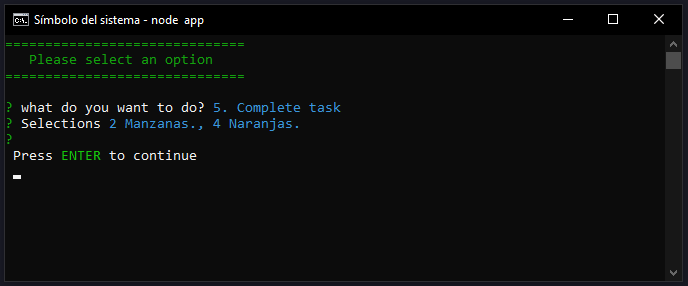 Símbolo del sistema - node app
==============================
Please select an option
==============================
? what do you want to do? 5. Complete task
? Selections 2 Manzanas., 4 Naranjas.
?
Press ENTER to continue